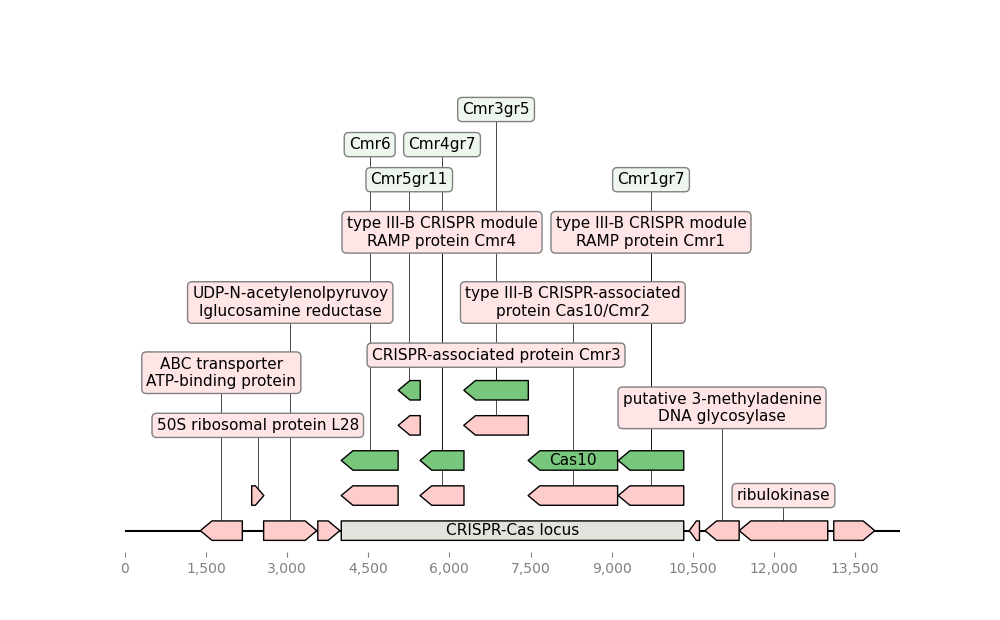 Cmr3gr5
Cmr6
Cmr4gr7
Cmr5gr11
Cmr1gr7
type III-B CRISPR module
RAMP protein Cmr4
type III-B CRISPR module
RAMP protein Cmr1
UDP-N-acetylenolpyruvoy
lglucosamine reductase
type III-B CRISPR-associated
protein Cas10/Cmr2
CRISPR-associated protein Cmr3
ABC transporter
ATP-binding protein
putative 3-methyladenine
DNA glycosylase
50S ribosomal protein L28
Cas10
ribulokinase
CRISPR-Cas locus
0
1,500
3,000
4,500
6,000
7,500
9,000
10,500
12,000
13,500